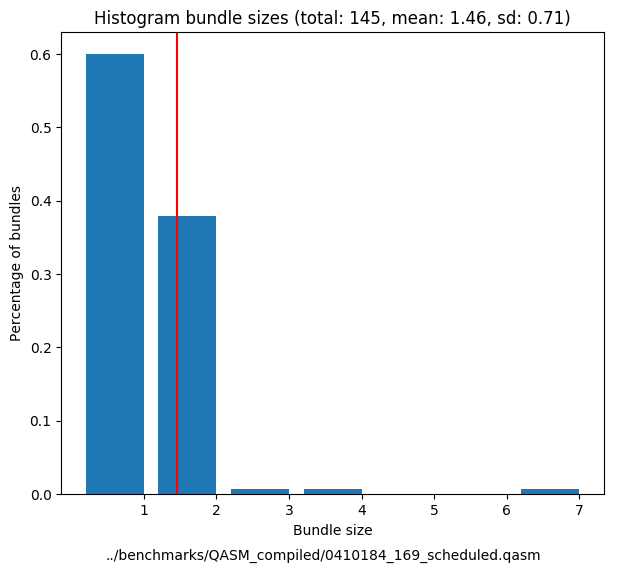 Histogram bundle sizes (total: 145, mean: 1.46, sd: 0.71)
0.6
0.5
0.4
0.3
0.2
0.1
0.0
Percentage of bundles
1 2 3 4 5 6 7
Bundle size
../benchmarks/QASM_compiled/0410184_169_scheduled.qasm